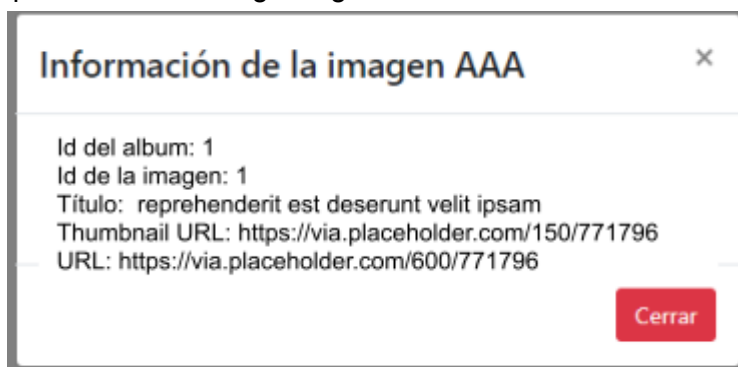 Información de la imagen AAA ×
Id del album: 1
Id de la imagen: 1
Título: reprehenderit est deserunt velit ipsam
Thumbnail URL: https://via.placeholder.com/150/771796
URL: https://via.placeholder.com/600/771796
Cerrar